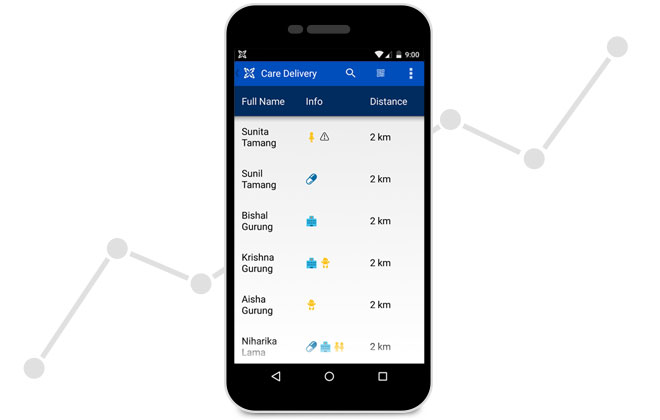 9:00
Care Delivery
Full Name Info Distance
Sunita
Tamang
2 km
Sunil
Tamang
2 km
Bishal
Gurung
2 km
Krishna
Gurung
2 km
Aisha
Gurung
2 km
Niharika
Lama
2 km